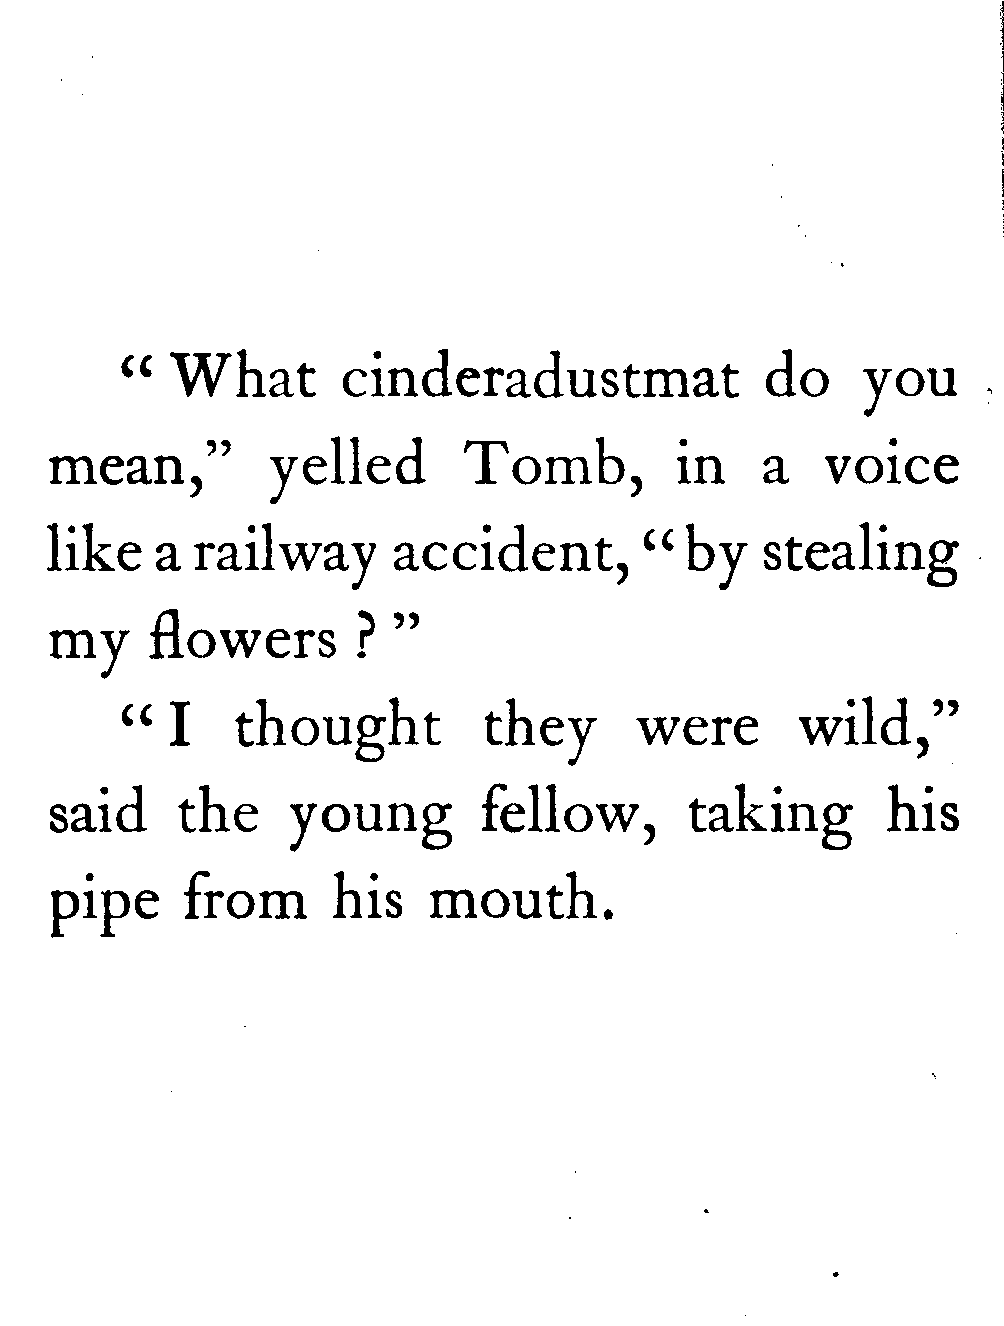 “ What cinderadustmat do you
mean,” yelled Tomb, in a voice
like a railway accident, “ by stealing
my flowers ? ”
“ I thought they were wild,”
said the young fellow, taking his
pipe from his mouth.